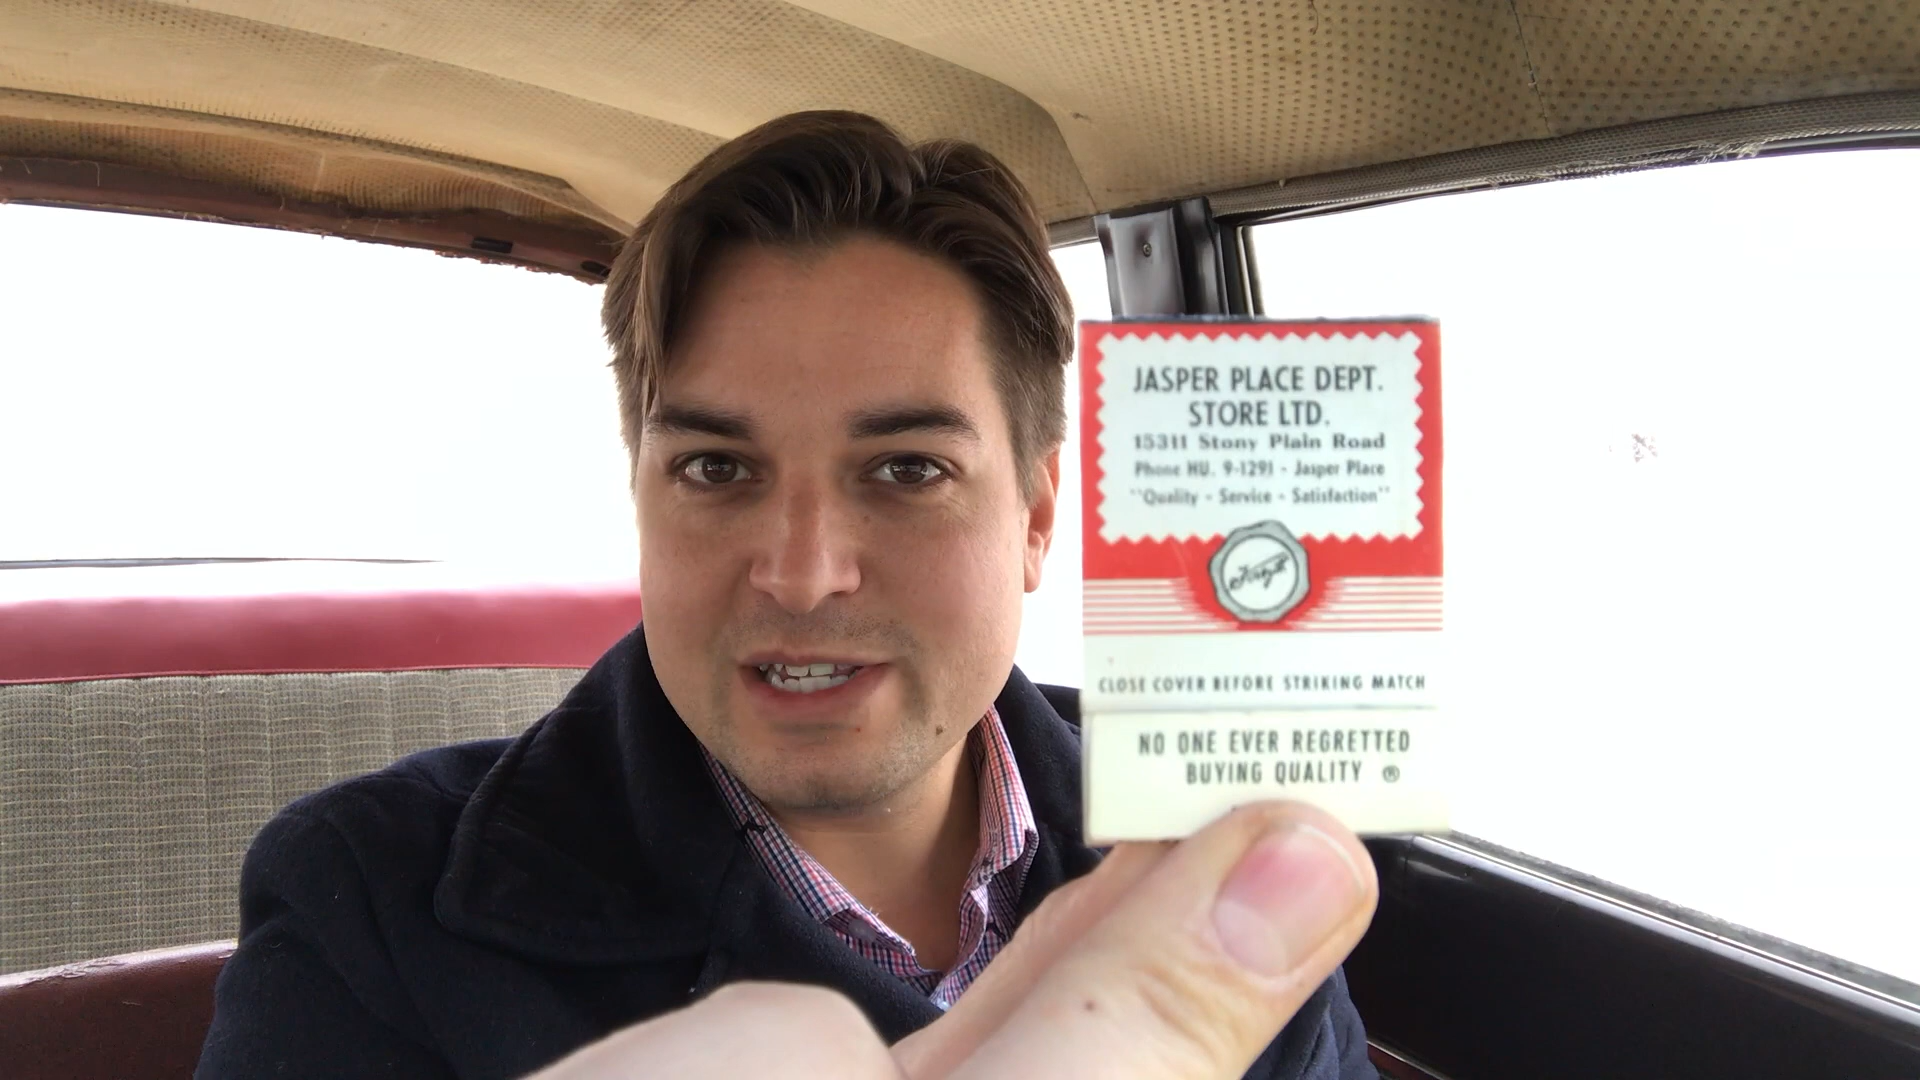 JASPER PLACE DEPT.
STORE LTD.
15311 Stony Plain Road
Phone HU. 9-1291 - Jasper Place
"Quality - Service - Satisfaction"
CLOSE COVER BEFORE STRIKING MATCH
NO ONE EVER REGRETTED
BUYING QUALITY ®